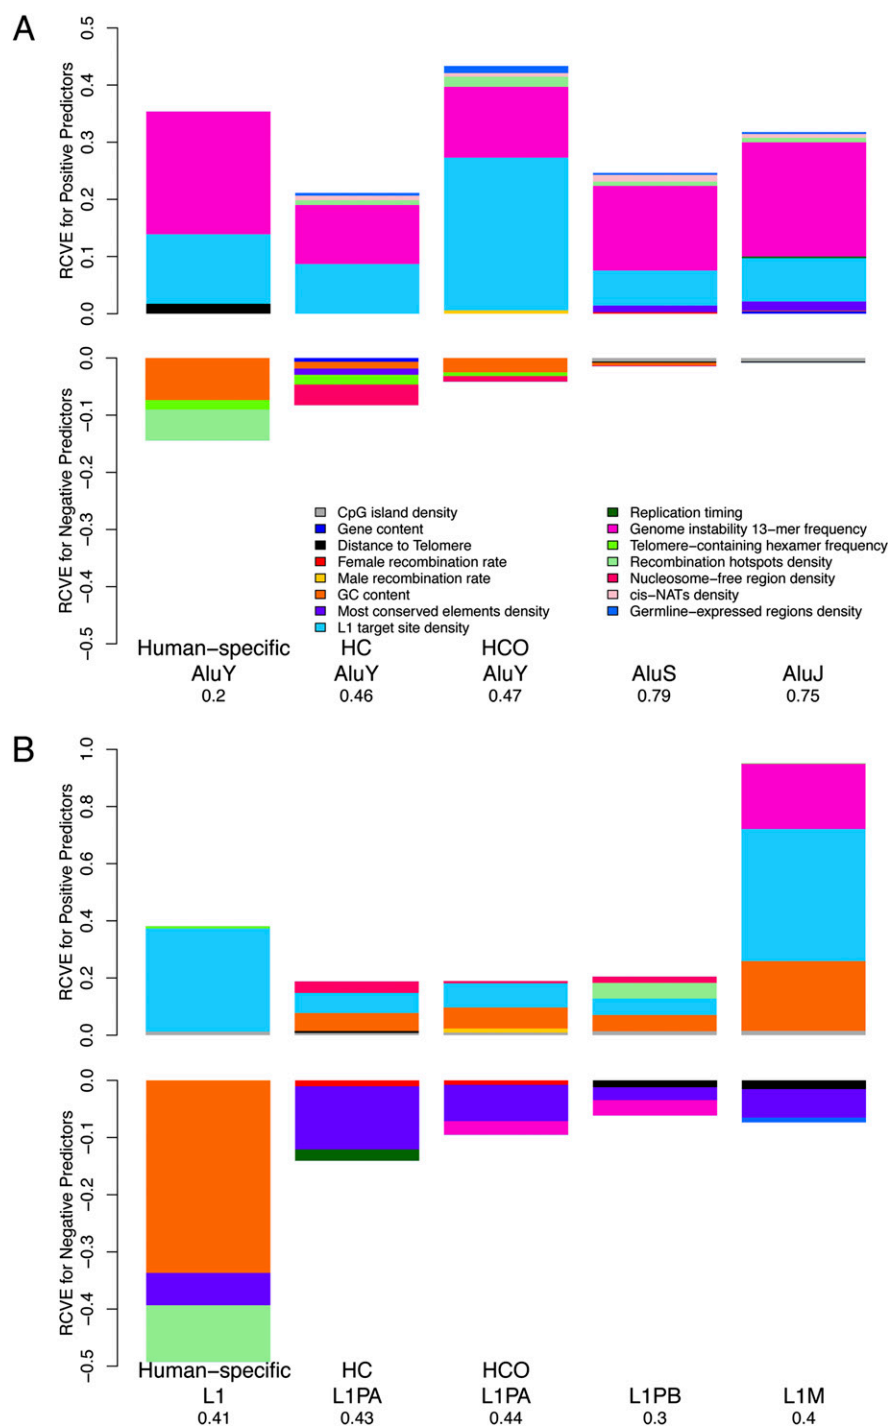 A
RCVE for Positive Predictors
0.5
0.4
0.3
0.2
0.1
0.0
RCVE for Negative Predictors
0.0
−0.1
−0.2
−0.3
−0.4
−0.5
CpG island density
Gene content
Distance to Telomere
Female recombination rate
Male recombination rate
GC content
Most conserved elements density
L1 target site density
Replication timing
Genome instability 13−mer frequency
Telomere−containing hexamer frequency
Recombination hotspots density
Nucleosome−free region density
cis−NATs density
Germline−expressed regions density
Human−specific HC HCO
AluY AluY AluY AluS AluJ
0.2 0.46 0.47 0.79 0.75
B
RCVE for Positive Predictors
1.0
0.8
0.6
0.4
0.2
0.0
RCVE for Negative Predictors
0.0
−0.1
−0.2
−0.3
−0.4
−0.5
Human−specific HC HCO
L1 L1PA L1PA L1PB L1M
0.41 0.43 0.44 0.3 0.4